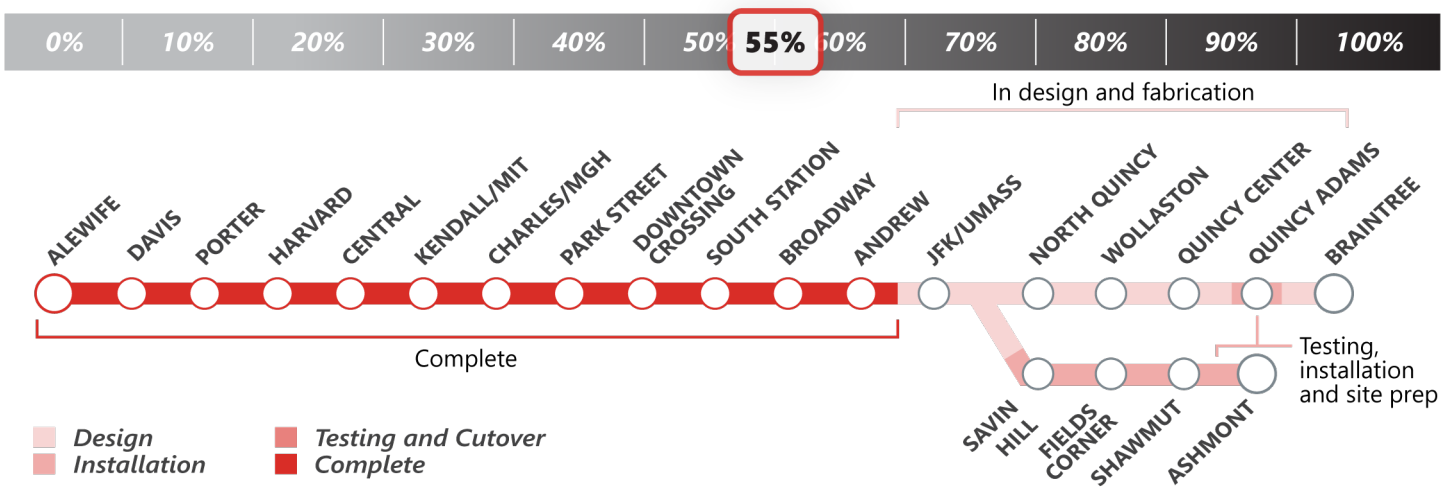 0% 10% 20% 30% 40% 50% 55% 60% 70% 80% 90% 100%
In design and fabrication
ALEWIFE
DAVIS
PORTER
HARVARD
CENTRAL
KENDALL/MIT
CHARLES/MGH
PARK STREET
DOWNTOWN
CROSSING
SOUTH STATION
BROADWAY
ANDREW
JFK/UMASS
NORTH QUINCY
WOLLASTON
QUINCY CENTER
QUINCY ADAMS
BRAINTREE
Complete
Testing,
installation
and site prep
SAVIN
HILL
FIELDS
CORNER
SHAWMUT
ASHMONT
Design
Installation
Testing and Cutover
Complete